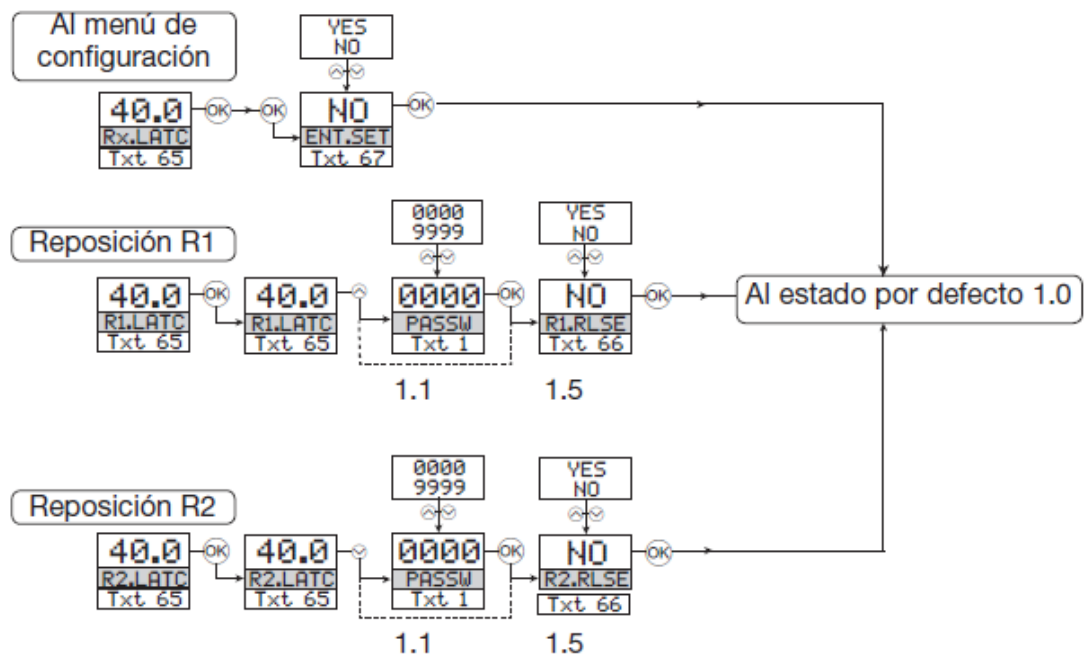 Al menú de
configuración
YES
NO
40.0
OK
OK
NO
OK
Rx.LATC
ENT.SET
Txt 65
Txt 67
0000
9999
YES
NO
Reposición R1
40.0
OK
40.0
0000
OK
NO
OK
Al estado por defecto 1.0
R1.LATC
R1.LATC
PASSW
R1.RLSE
Txt 65
Txt 65
Txt 1
Txt 66
1.1
1.5
0000
9999
YES
NO
Reposición R2
40.0
OK
40.0
0000
OK
NO
OK
R2.LATC
R2.LATC
PASSW
R2.RLSE
Txt 65
Txt 65
Txt 1
Txt 66
1.1
1.5